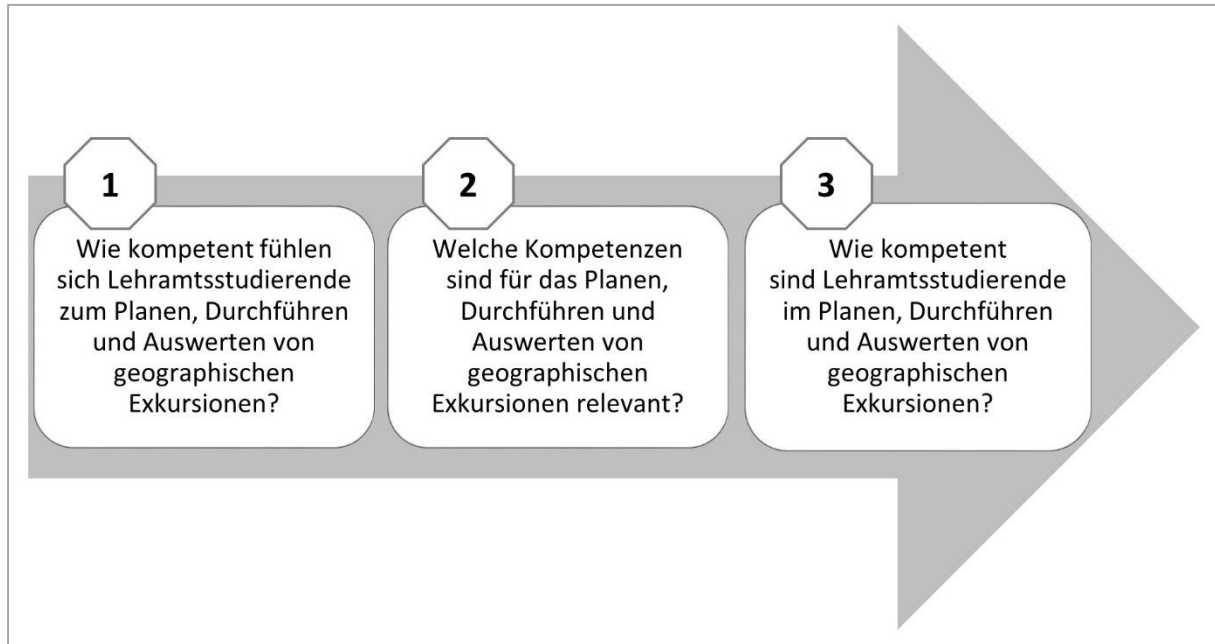 1
Wie kompetent fühlen
sich Lehramtsstudierende
zum Planen, Durchführen
und Auswerten von
geographischen
Exkursionen?
2
Welche Kompetenzen
sind für das Planen,
Durchführen und
Auswerten von
geographischen
Exkursionen relevant?
3
Wie kompetent
sind Lehramtsstudierende
im Planen, Durchführen
und Auswerten von
geographischen
Exkursionen?